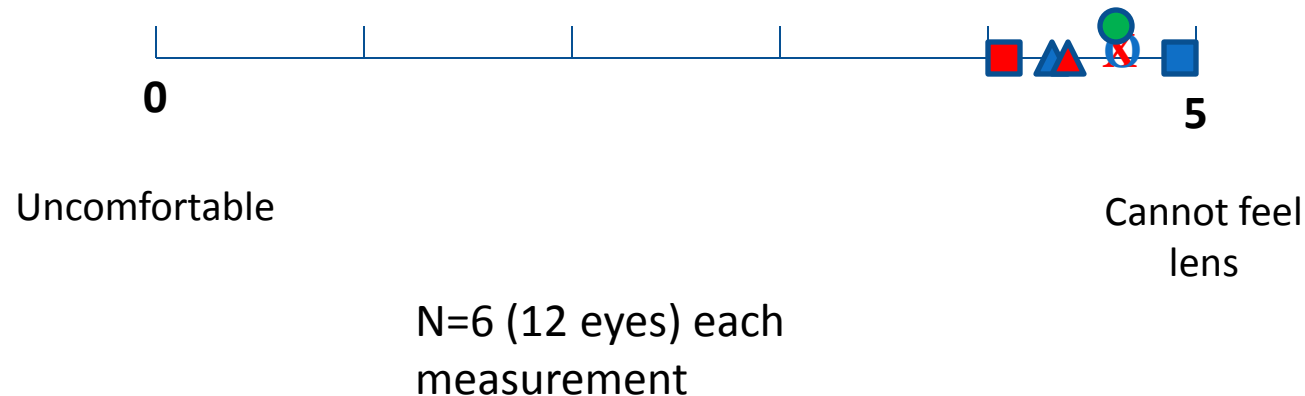 X
0
5
Uncomfortable
Cannot feel
lens
N=6 (12 eyes) each
measurement